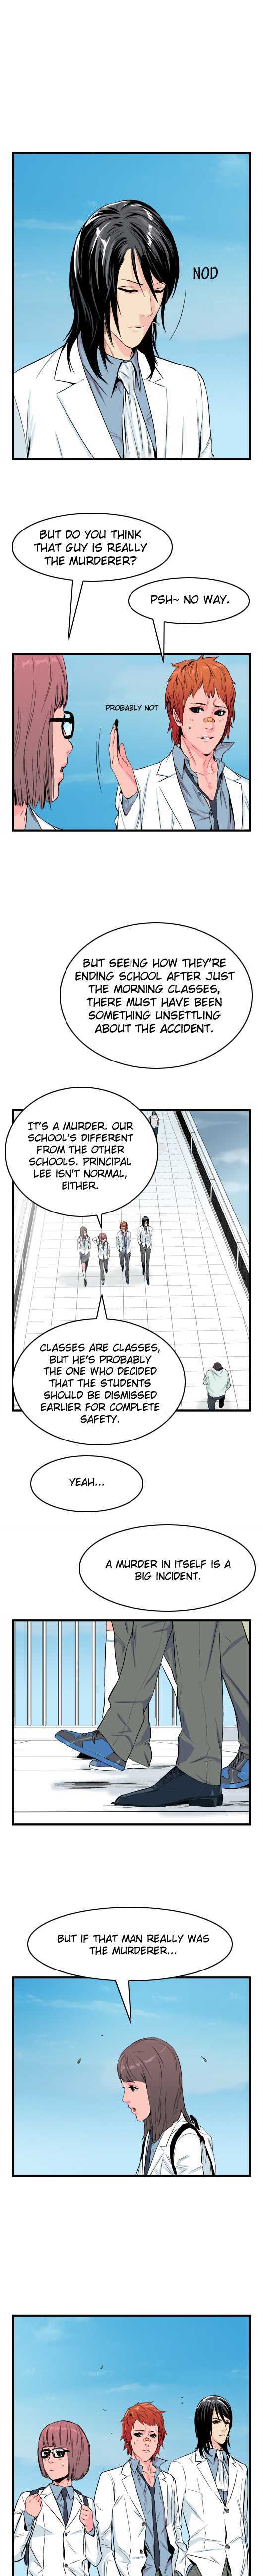 NOD
BUT DO YOU THINK
THAT GUY IS REALLY
THE MURDERER?
PSH~ NO WAY.
PROBABLY NOT
BUT SEEING HOW THEY'RE
ENDING SCHOOL AFTER JUST
THE MORNING CLASSES,
THERE MUST HAVE BEEN
SOMETHING UNSETTLING
ABOUT THE ACCIDENT.
IT'S A MURDER. OUR
SCHOOL'S DIFFERENT
FROM THE OTHER
SCHOOLS. PRINCIPAL
LEE ISN'T NORMAL,
EITHER.
CLASSES ARE CLASSES,
BUT HE'S PROBABLY
THE ONE WHO DECIDED
THAT THE STUDENTS
SHOULD BE DISMISSED
EARLIER FOR COMPLETE
SAFETY.
YEAH...
A MURDER IN ITSELF IS A
BIG INCIDENT.
BUT IF THAT MAN REALLY WAS
THE MURDERER...